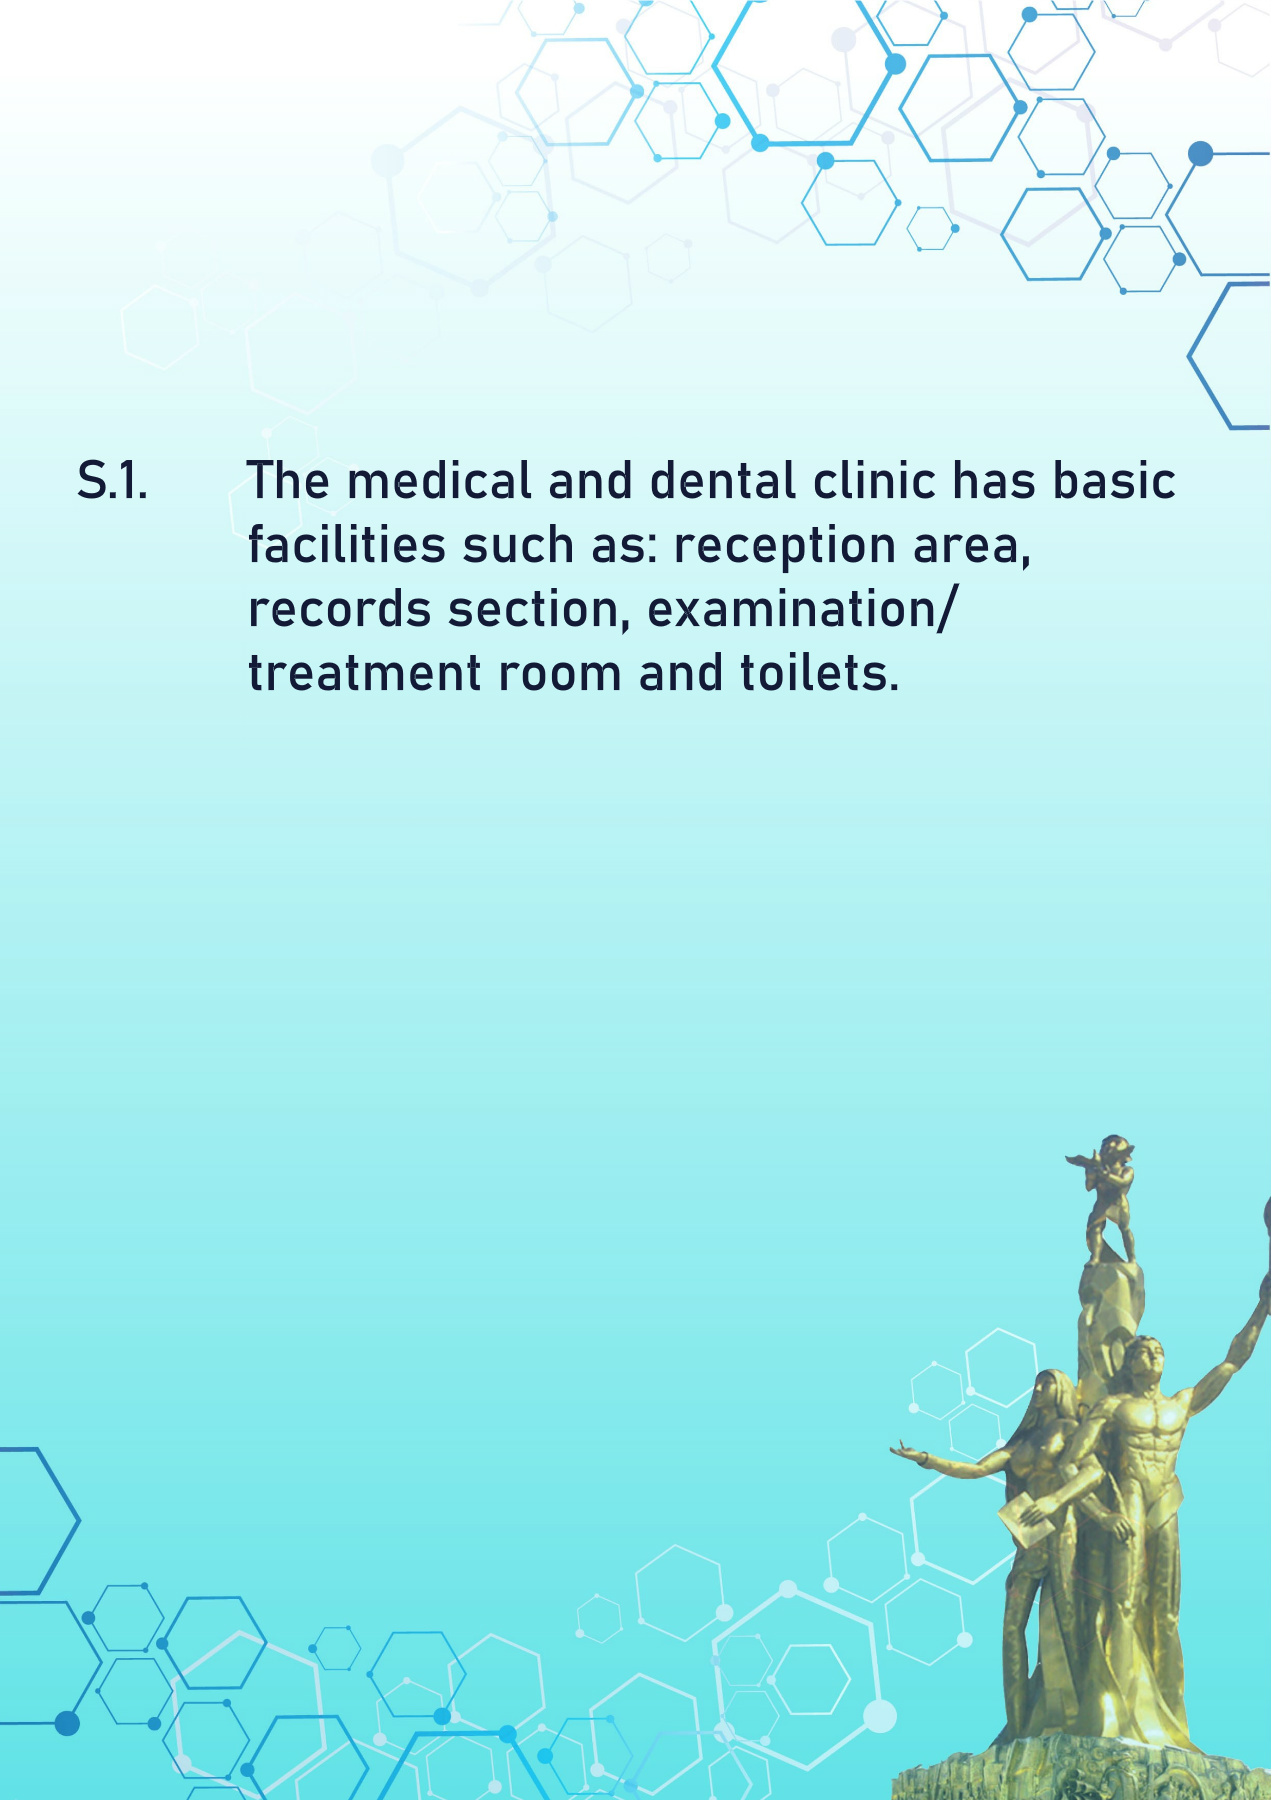 S.1. The medical and dental clinic has basic
facilities such as: reception area,
records section, examination/
treatment room and toilets.